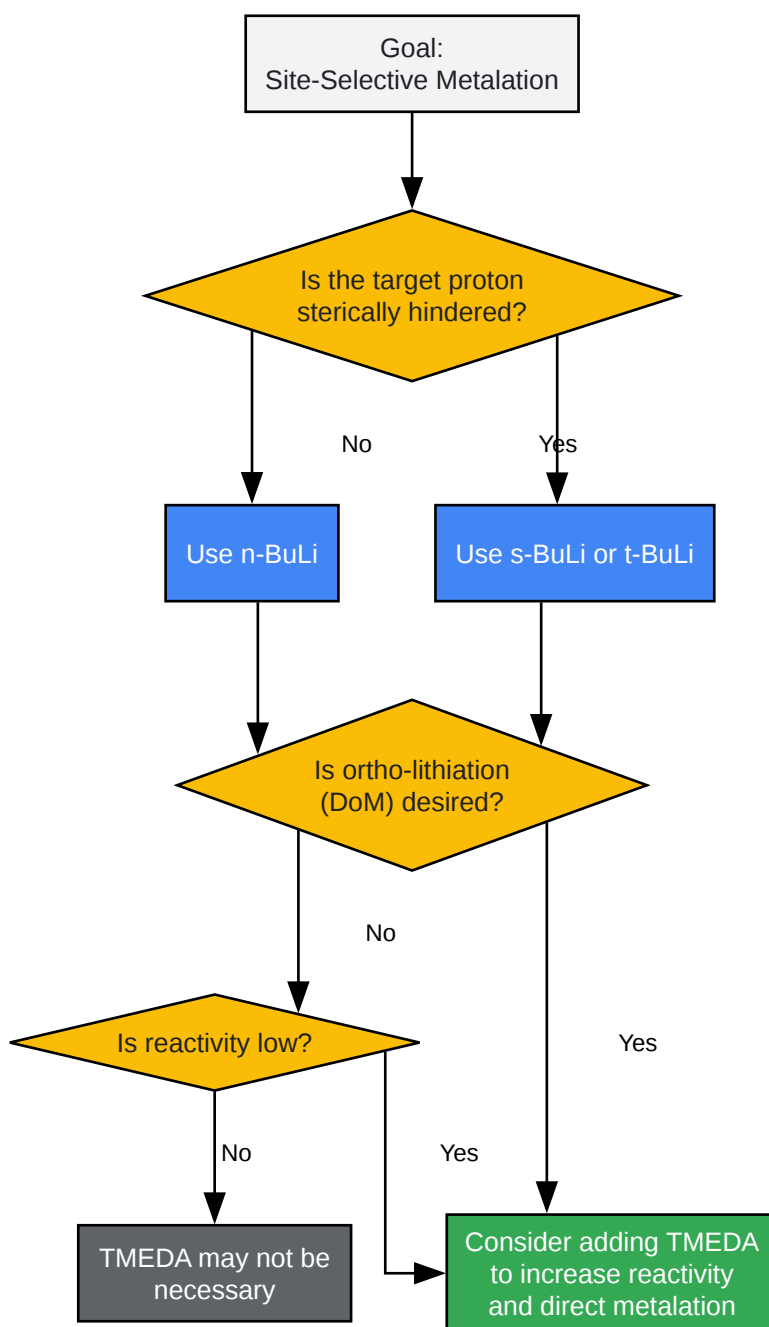 Goal:
Site-Selective Metalation
Is the target proton
sterically hindered?
No
Yes
Use n-BuLi
Use s-BuLi or t-BuLi
Is ortho-lithiation
(DoM) desired?
No
Is reactivity low?
Yes
No
Yes
TMEDA may not be
necessary
Consider adding TMEDA
to increase reactivity
and direct metalation